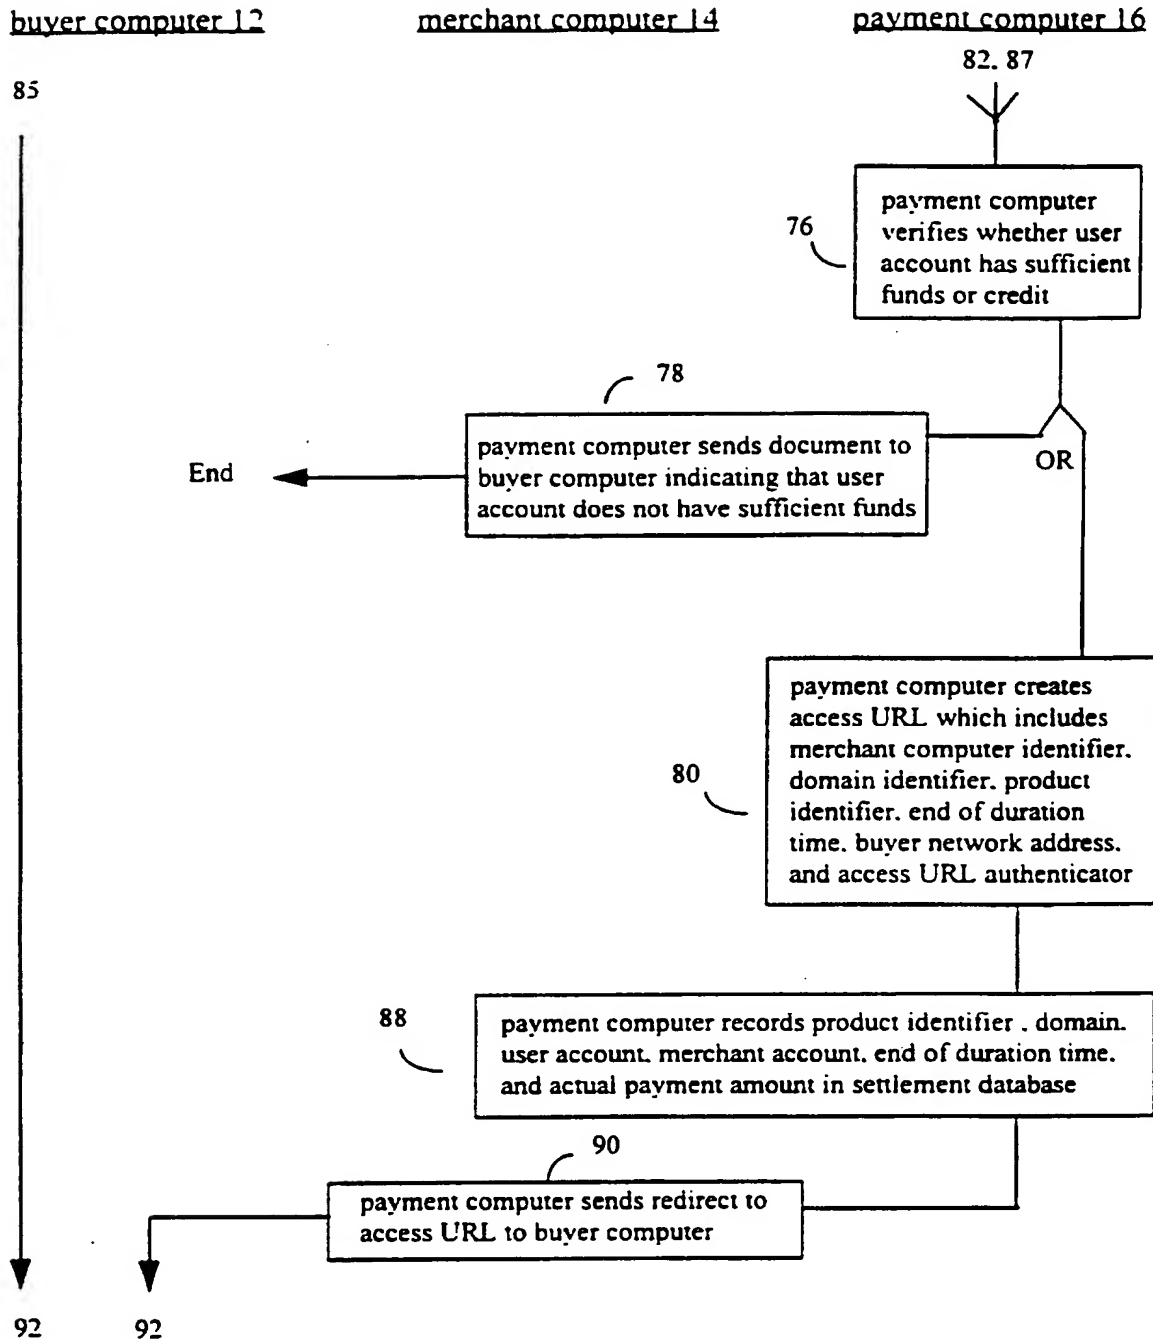 buyer computer 12 merchant computer 14 payment computer 16
82. 87
85
payment computer
verifies whether user
account has sufficient
funds or credit
76
78
payment computer sends document to
buyer computer indicating that user
account does not have sufficient funds
End
OR
payment computer creates
access URL which includes
merchant computer identifier.
domain identifier. product
identifier. end of duration
time. buyer network address.
and access URL authenticator
80
88
payment computer records product identifier . domain.
user account. merchant account. end of duration time.
and actual payment amount in settlement database
90
payment computer sends redirect to
access URL to buyer computer
92 92